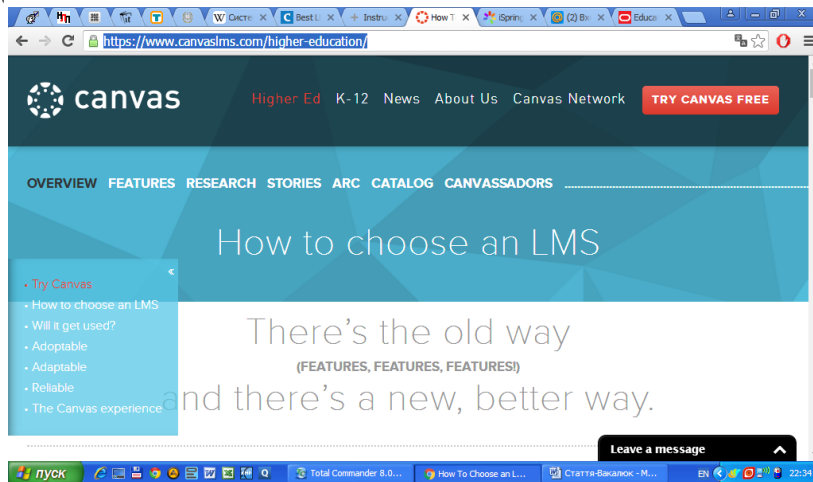 W Систе
C Best L
+ Instru
How T
iSprin
(2) Вх
Educa
https://www.canvaslms.com/higher-education/
canvas
Higher Ed K-12 News About Us Canvas Network TRY CANVAS FREE
OVERVIEW FEATURES RESEARCH STORIES ARC CATALOG CANVASSADORS
How to choose an LMS
«
• Try Canvas
• How to choose an LMS
• Will it get used?
• Adoptable
• Adaptable
• Reliable
• The Canvas experience
There's the old way
(FEATURES, FEATURES, FEATURES!)
and there's a new, better way.
Leave a message
пуск Total Commander 8.0... How To Choose an L... Стаття-Вакалюк - M... EN 22:34